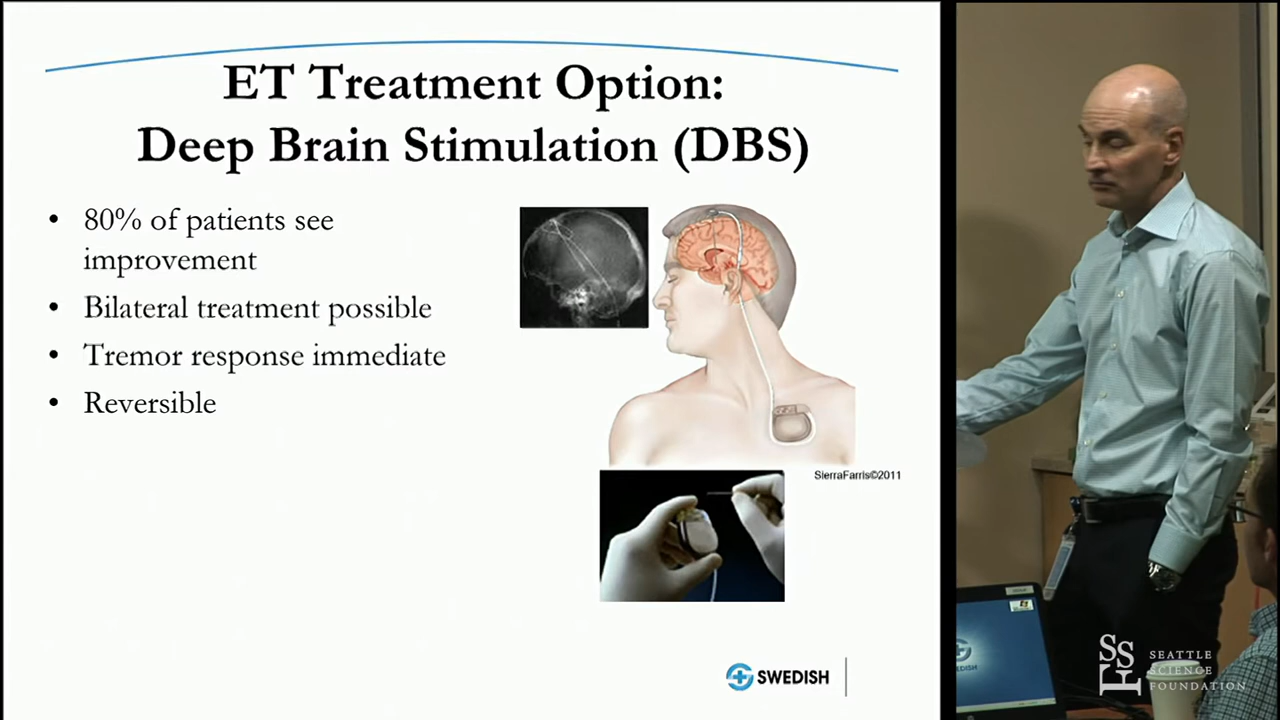 ET Treatment Option:
Deep Brain Stimulation (DBS)
• 80% of patients see
improvement
• Bilateral treatment possible
• Tremor response immediate
• Reversible
SierraFarris©2011
SWEDISH
SSF
SEATTLE
SCIENCE
FOUNDATION